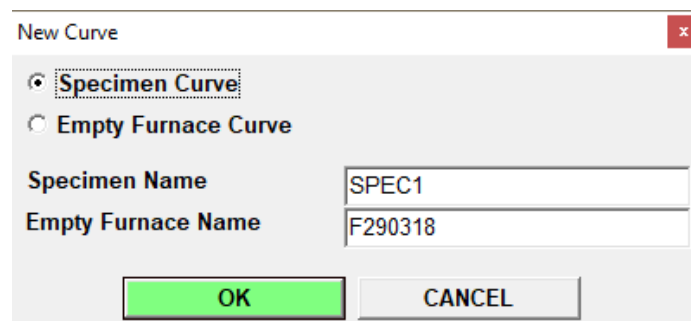 New Curve
x
Specimen Curve
Empty Furnace Curve
Specimen Name SPEC1
Empty Furnace Name F290318
OK CANCEL